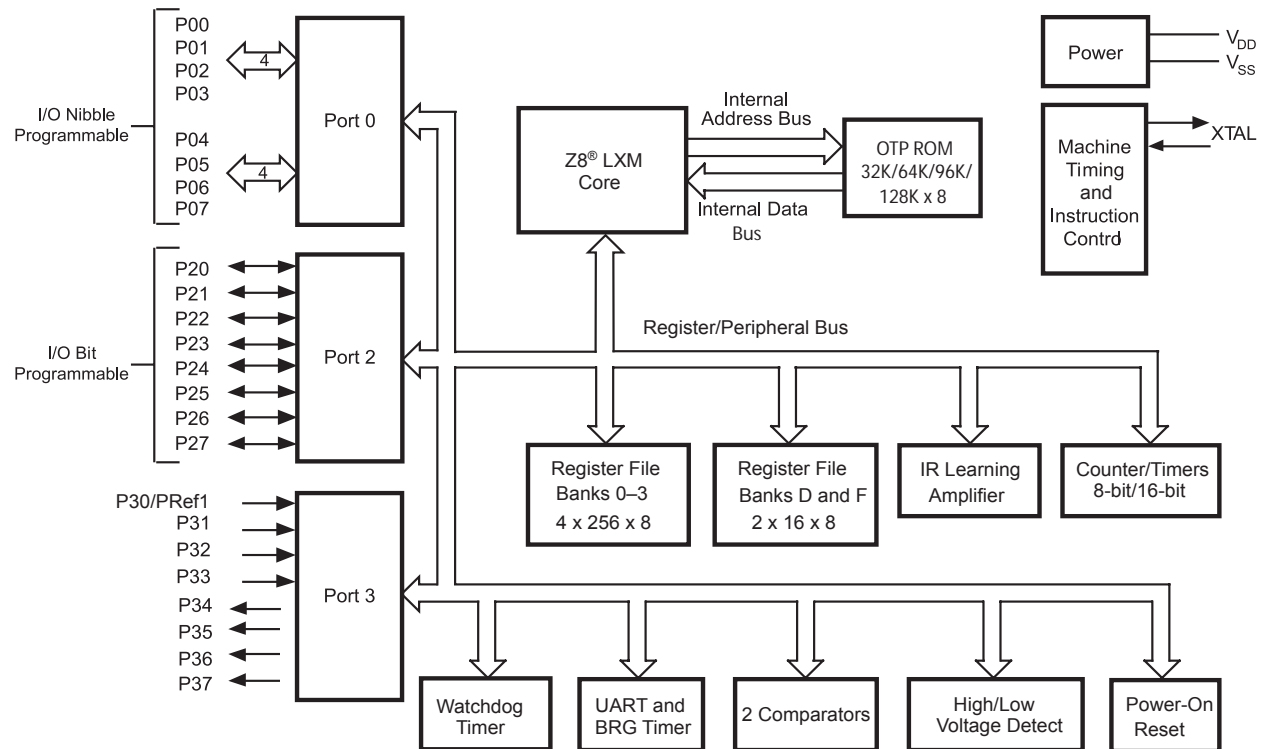 P00
P01
P02
P03
4
I/O Nibble
Programmable
P04
P05
P06
P07
4
Port 0
Z8® LXM
Core
Internal
Address Bus
Internal Data
Bus
OTP ROM
32K/64K/96K/
128K x 8
Power
VDD
VSS
Machine
Timing
and
Instruction
Control
XTAL
I/O Bit
Programmable
P20
P21
P22
P23
P24
P25
P26
P27
Port 2
Register/Peripheral Bus
Register File
Banks 0–3
4 x 256 x 8
Register File
Banks D and F
2 x 16 x 8
IR Learning
Amplifier
Counter/Timers
8-bit/16-bit
P30/PRef1
P31
P32
P33
P34
P35
P36
P37
Port 3
Watchdog
Timer
UART and
BRG Timer
2 Comparators
High/Low
Voltage Detect
Power-On
Reset